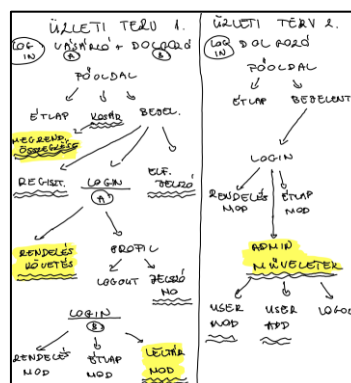 ÜZLETI TERV 1.
LOG IN VÁSÁRLÓ + DOLGOZÓ
A B
FŐOLDAL
ÉTLAP KOSÁR BEJEL.
MEGREND.
ÖSSZEGZÉSE
REGISZT. LOGIN ELF. JELSZÓ
A
RENDELÉS
KÖVETÉS
PROFIL
LOGOUT JELSZÓ
MO
LOGIN
B
RENDELÉS
MOD
ÉTLAP
MOD
LELTÁR
MOD
ÜZLETI TERV 2.
LOG IN DOLGOZÓ
FŐOLDAL
ÉTLAP BEJELENT
LOGIN
RENDELÉS
MOD
ÉTLAP
MOD
ADMIN
MŰVELETEK
USER
MOD
USER
ADD
LOGOU